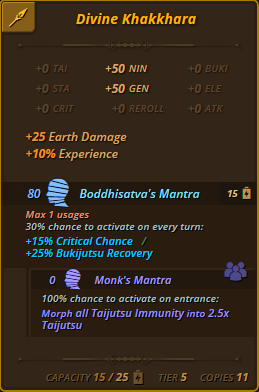 Divine Khakkhara
+0 TAI +50 NIN +0 BUKI
+0 STA +50 GEN +0 ELE
+0 CRIT +0 REROLL +0 ATK
+25 Earth Damage
+10% Experience
80 Boddhisatva's Mantra 15
Max 1 usages
30% chance to activate on every turn:
+15% Critical Chance /
+25% Bukijutsu Recovery
0 Monk's Mantra
100% chance to activate on entrance:
Morph all Taijutsu Immunity into 2.5x
Taijutsu
CAPACITY 15 / 25 TIER 5 COPIES 11